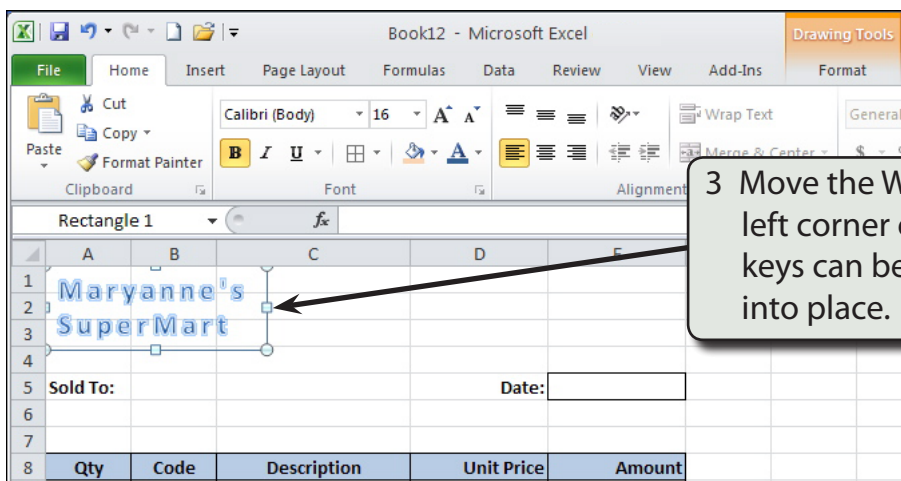 Book12 - Microsoft Excel
Drawing Tools
File Home Insert Page Layout Formulas Data Review View Add-Ins Format
Cut
Copy
Format Painter
Paste
Clipboard
Calibri (Body) 16 A A
B I U A
Font
Wrap Text
Merge & Center
Alignment
General
$
Rectangle 1 fx
A B C D
1
2
3
4
5
6
7
8
Maryanne's
SuperMart
Sold To: Date:
Qty Code Description Unit Price Amount
3 Move the
left corner
keys can be
into place.